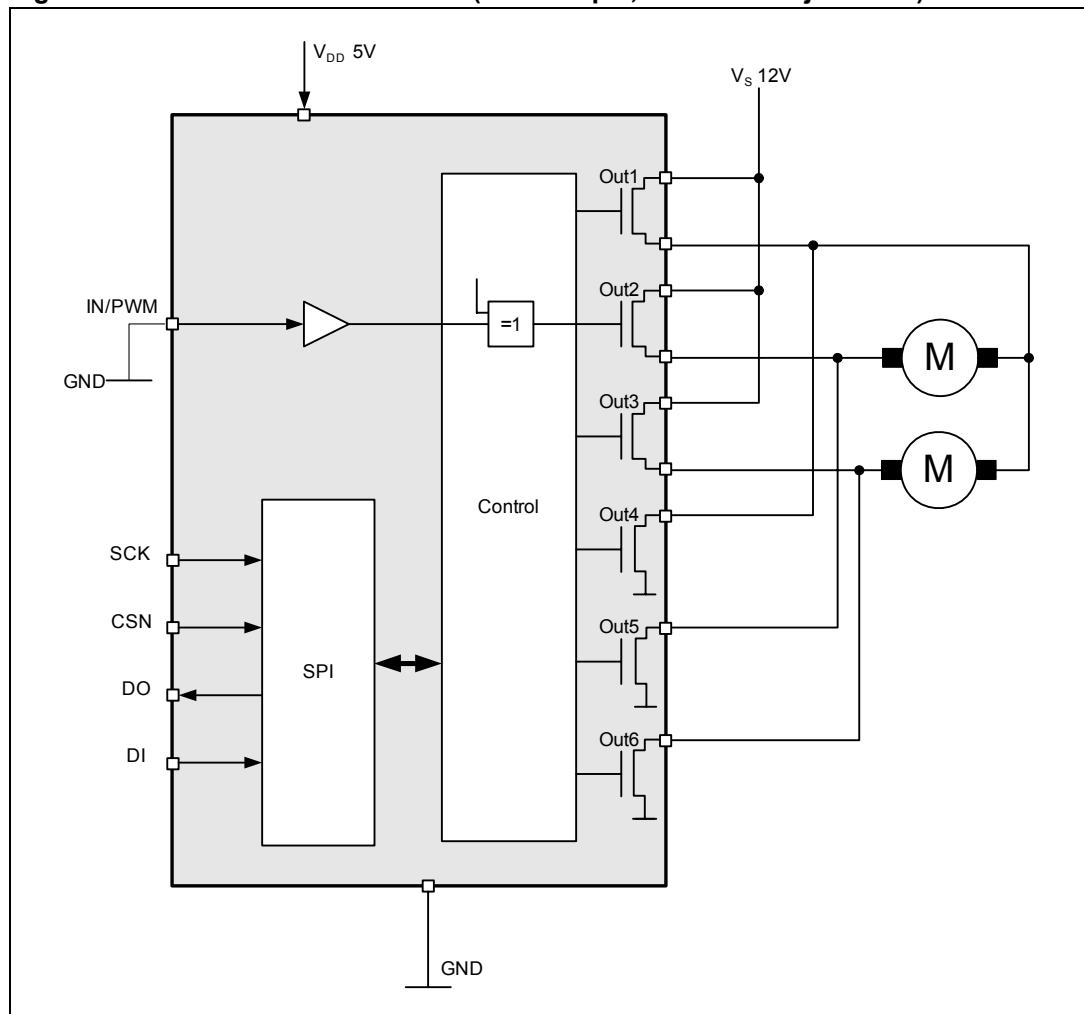 V_DD 5V
V_S 12V
Out1
Out2
IN/PWM
=1
GND
Out3
Control
Out4
SCK
CSN
Out5
SPI
DO
Out6
DI
GND
M
M